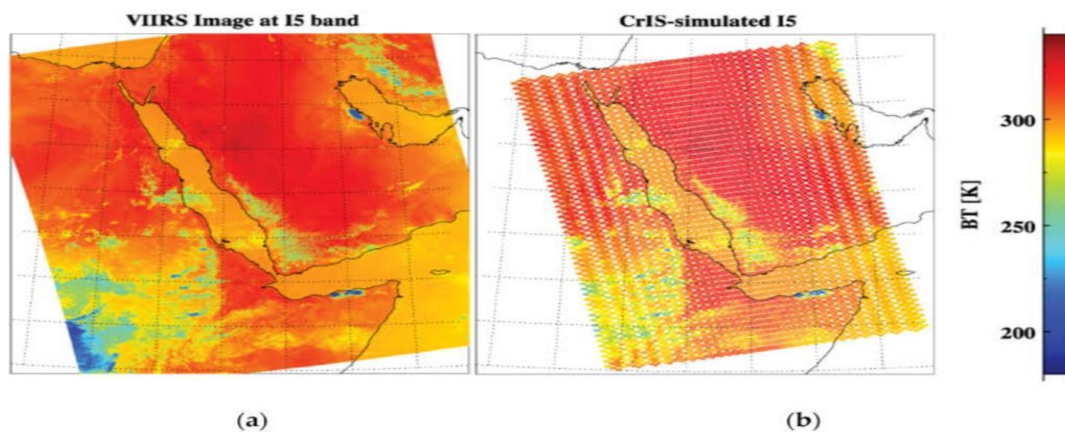 VIIRS Image at I5 band
CrIS-simulated I5
300
250
200
BT [K]
(a)
(b)